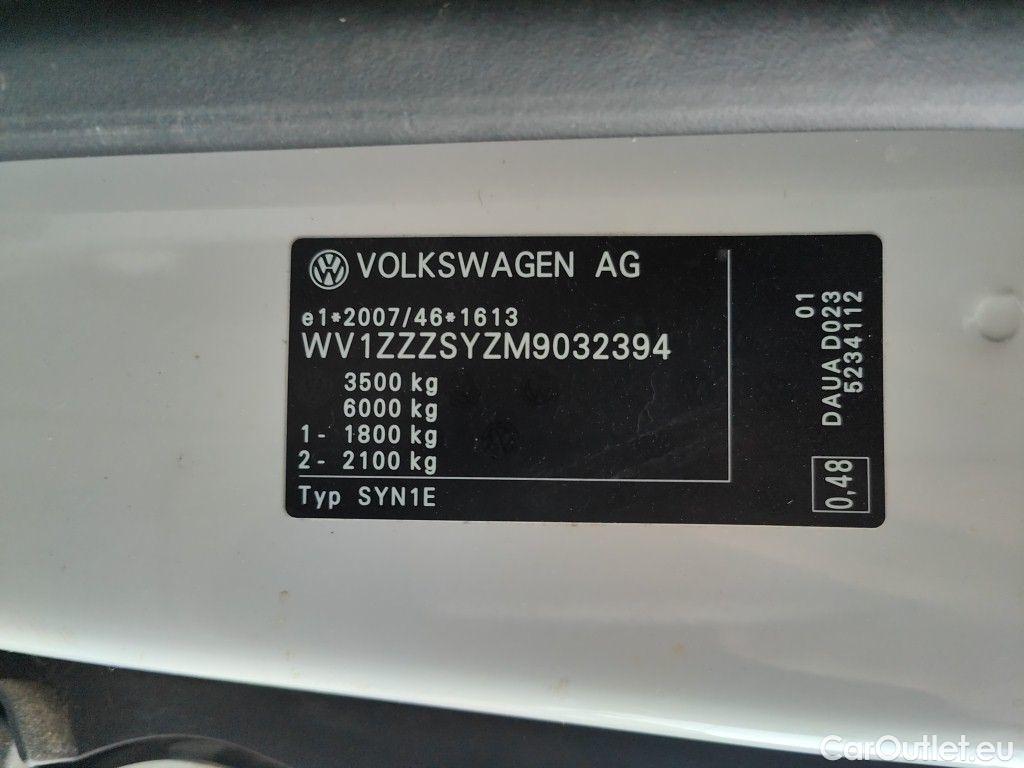 VOLKSWAGEN AG
e1*2007/46*1613
WV1ZZZSYZM9032394
3500 kg
6000 kg
1- 1800 kg
2- 2100 kg
Typ SYN1E
01
DAUA D023
5234112
0,48
CarOutlet.eu